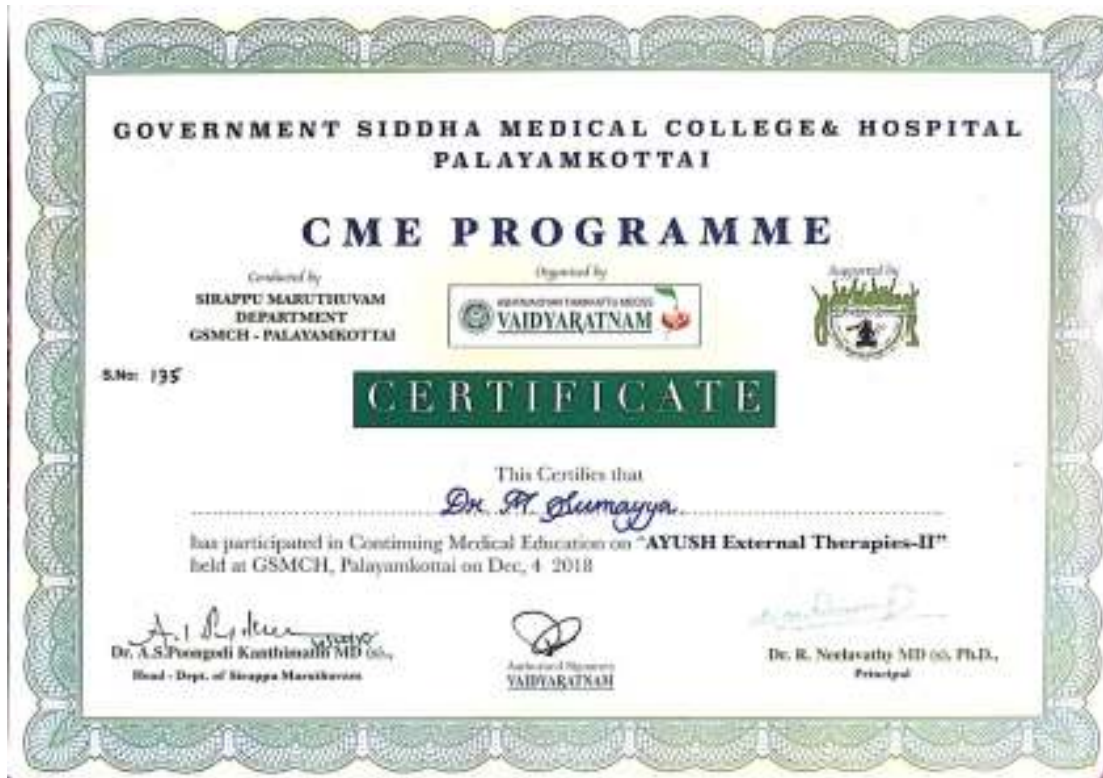 GOVERNMENT SIDDHA MEDICAL COLLEGE& HOSPITAL
PALAYAMKOTTAI
CME PROGRAMME
Conducted by
SIRAPPU MARUTHUVAM
DEPARTMENT
GSMCH - PALAYAMKOTTAI
Organised by
VAIDYARATNAM
Supported by
S.No: 135
CERTIFICATE
This Certifies that
Dr. M. Sumayya
has participated in Continuing Medical Education on "AYUSH External Therapies-II"
held at GSMCH, Palayamkottai on Dec, 4 2018
Dr. A.S.Poongodi Kanthimathi MD (s).,
Head - Dept. of Sirappu Maruthuvam
Authorised Signatory
VAIDYARATNAM
Dr. R. Neelavathy MD (s), Ph.D.,
Principal